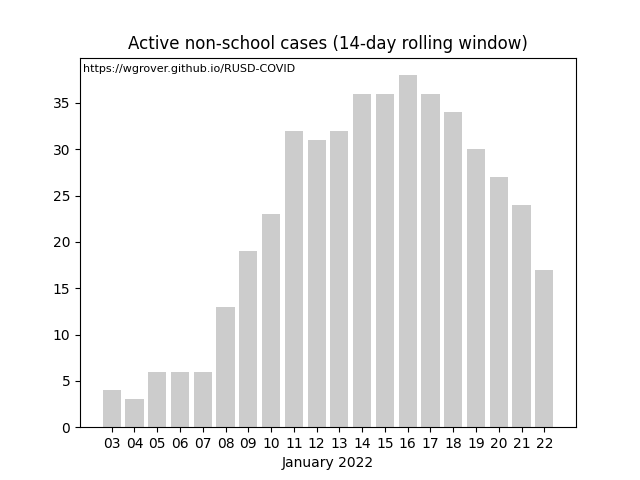 Active non-school cases (14-day rolling window)
https://wgrover.github.io/RUSD-COVID
35
30
25
20
15
10
5
0
03 04 05 06 07 08 09 10 11 12 13 14 15 16 17 18 19 20 21 22
January 2022